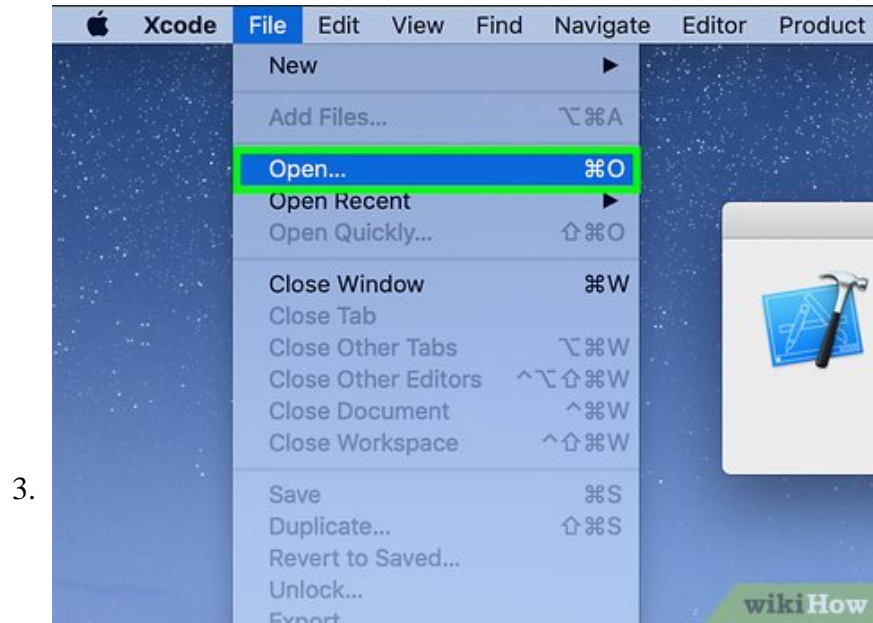 Xcode File Edit View Find Navigate Editor Product
New ▶
Add Files... ⌥⌘A
Open... ⌘O
Open Recent ▶
Open Quickly... ⇧⌘O
Close Window ⌘W
Close Tab
Close Other Tabs ⌥⌘W
Close Other Editors ^⌥⇧⌘W
Close Document ^⌘W
Close Workspace ^⇧⌘W
3.
Save ⌘S
Duplicate... ⇧⌘S
Revert to Saved...
Unlock...
Export
wikiHow